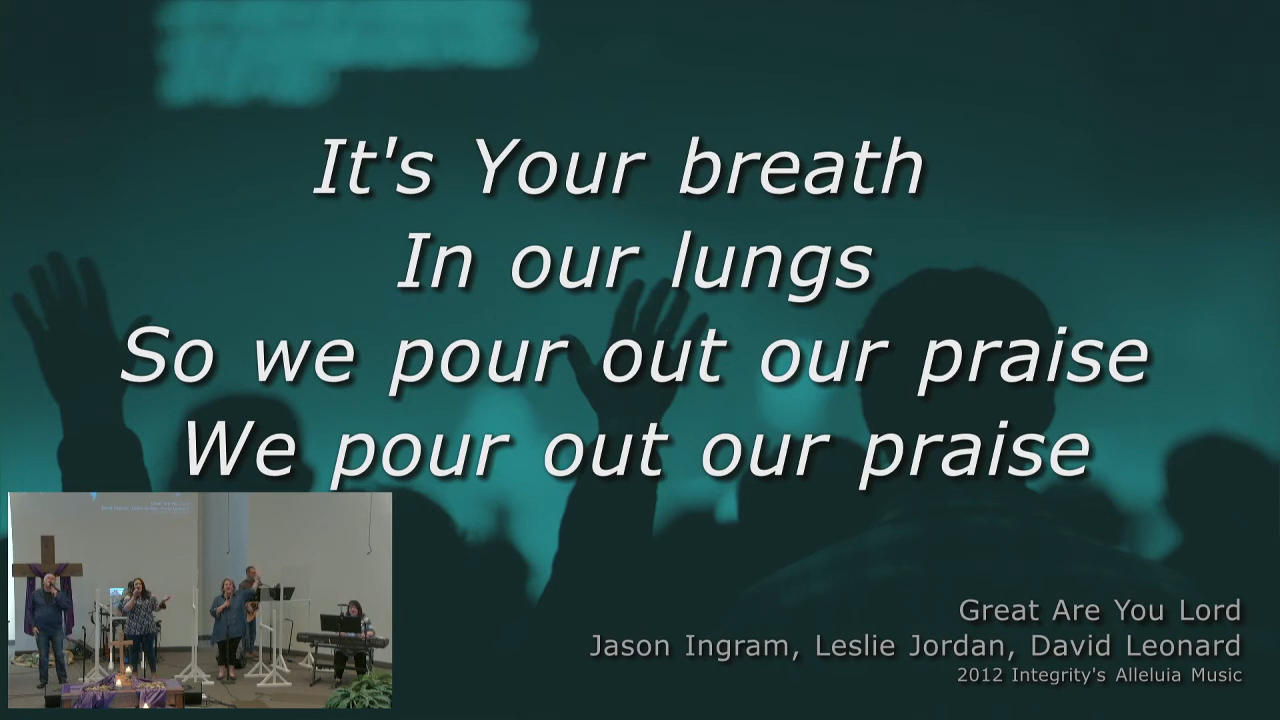 It's Your breath
In our lungs
So we pour out our praise
We pour out our praise
Great Are You Lord
Jason Ingram, Leslie Jordan, David Leonard
2012 Integrity's Alleluia Music